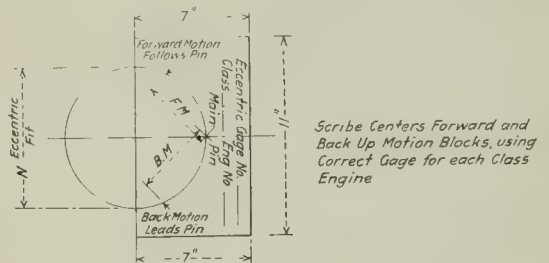 7"
Forward Motion
Follows Pin
Escentric Gage No
Class Eng No
Main Pin
F.M
B.M
N Eccentric
Fit
11"
Back Motion
Leads Pin
7"
Scribe Centers Forward and
Back Up Motion Blocks, using
Correct Gage for each Class
Engine